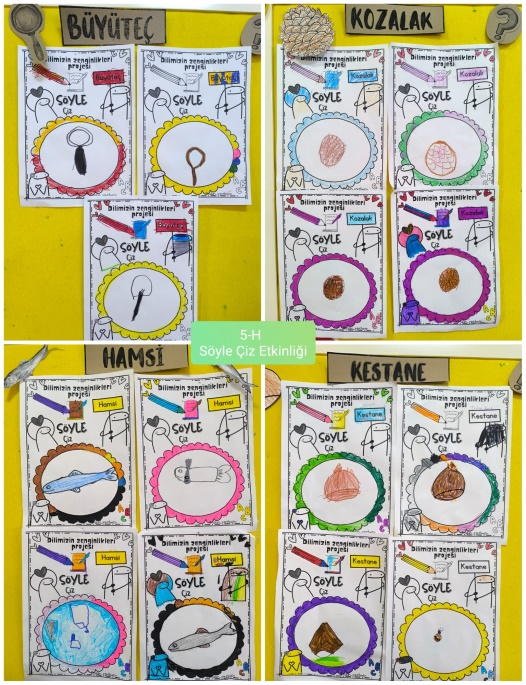 BÜYÜTEÇ
Dilimizin zenginlikleri
projesi
Büyüteç
SÖYLE
Çiz
Dilimizin zenginlikleri
projesi
Büyüteç
SÖYLE
Çiz
Dilimizin zenginlikleri
projesi
Büyüteç
SÖYLE
Çiz
KOZALAK
?
Dilimizin zenginlikleri
projesi
Kozalak
SÖYLE
Çiz
Dilimizin zenginlikleri
projesi
Kozalak
SÖYLE
Çiz
Dilimizin zenginlikleri
projesi
Kozalak
SÖYLE
Çiz
Dilimizin zenginlikleri
projesi
Kozalak
SÖYLE
Çiz
5-H
Söyle Çiz Etkinliği
HAMSİ
Dilimizin zenginlikleri
projesi
Hamsi
SÖYLE
Çiz
Dilimizin zenginlikleri
projesi
Hamsi
SÖYLE
Çiz
Dilimizin zenginlikleri
projesi
Hamsi
SÖYLE
Çiz
Dilimizin zenginlikleri
projesi
Hamsi
SÖYLE
Çiz
KESTANE
Dilimizin zenginlikleri
projesi
Kestane
SÖYLE
Çiz
Dilimizin zenginlikleri
projesi
Kestane
SÖYLE
Çiz
Dilimizin zenginlikleri
projesi
Kestane
SÖYLE
Çiz
Dilimizin zenginlikleri
projesi
Kestane
SÖYLE
Çiz